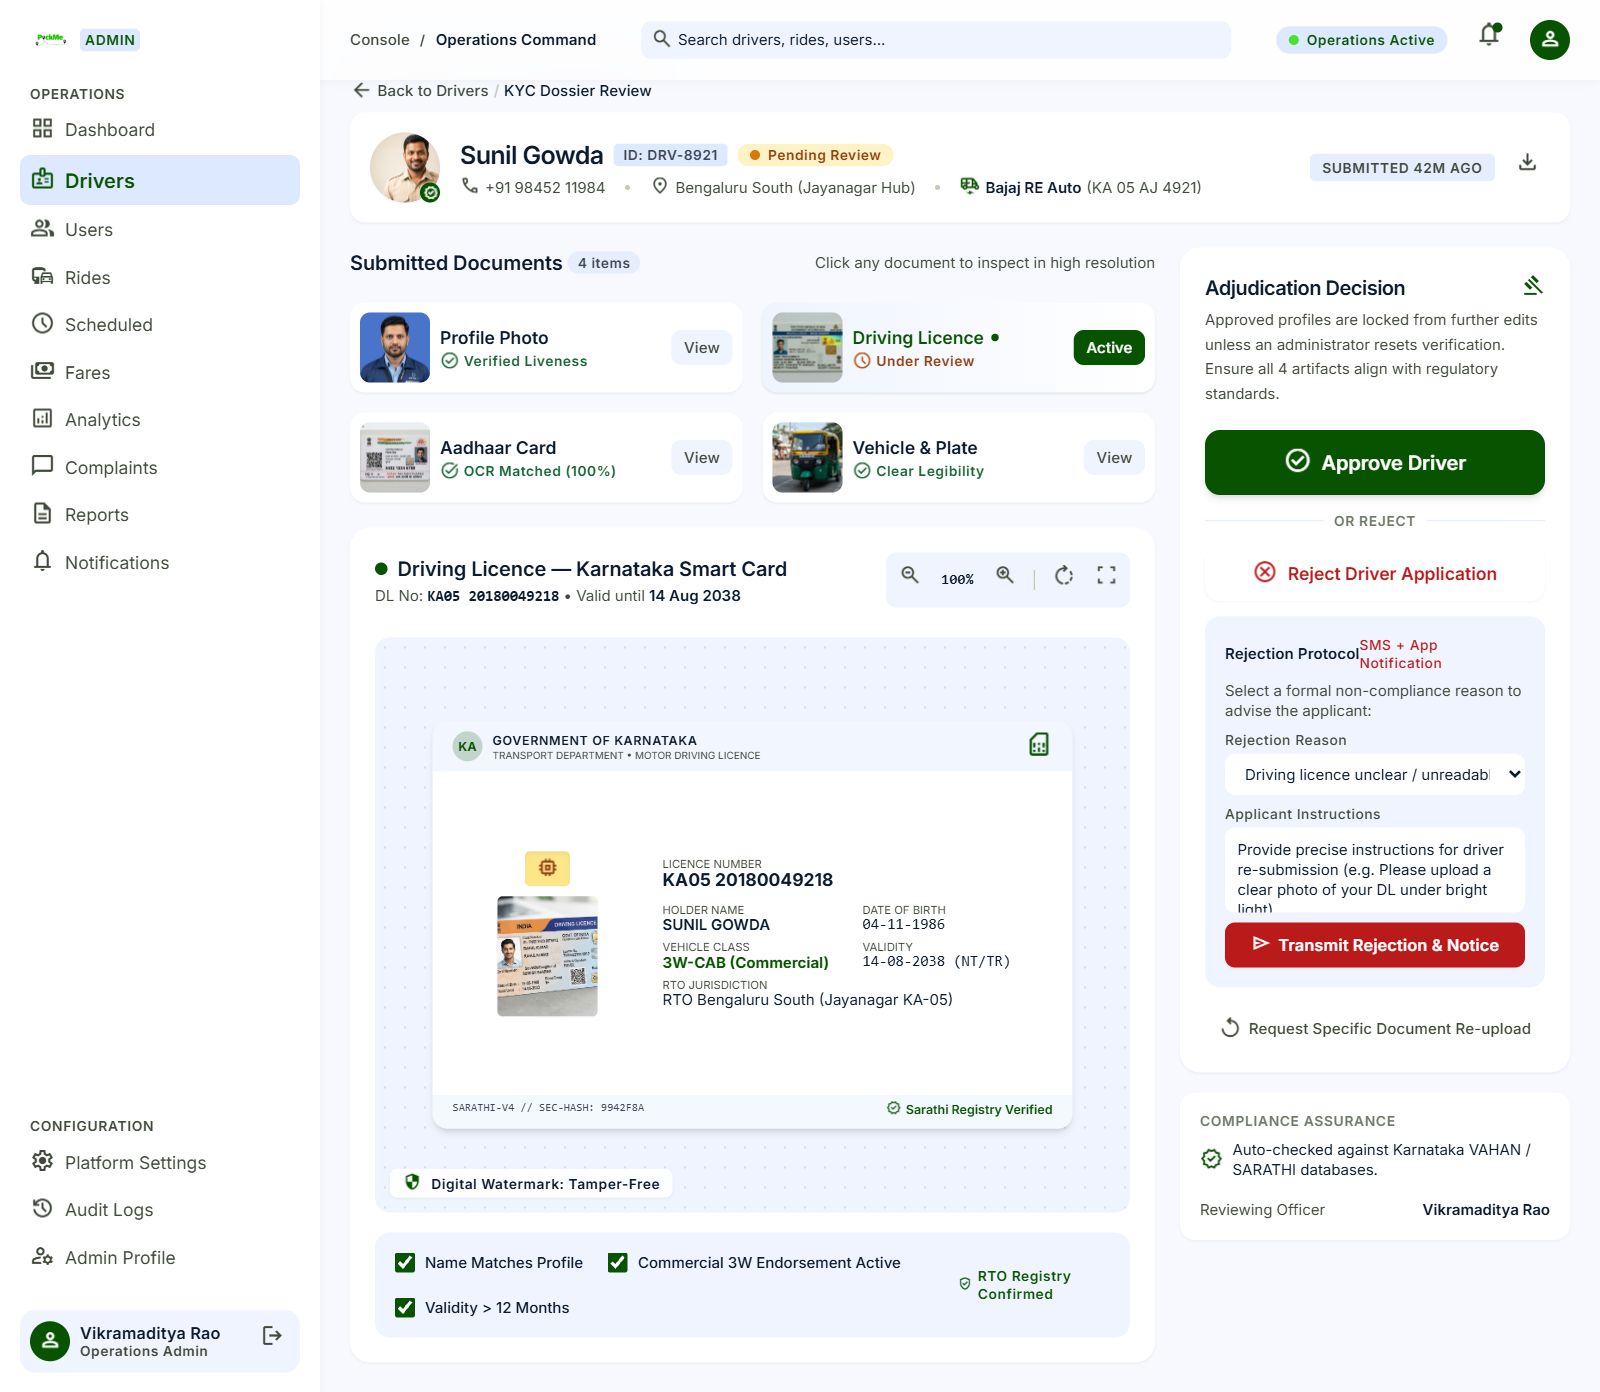 PickMe ADMIN
OPERATIONS
Dashboard
Drivers
Users
Rides
Scheduled
Fares
Analytics
Complaints
Reports
Notifications
CONFIGURATION
Platform Settings
Audit Logs
Admin Profile
Vikramaditya Rao
Operations Admin
Console / Operations Command
Search drivers, rides, users...
Operations Active
Back to Drivers / KYC Dossier Review
Sunil Gowda ID: DRV-8921 Pending Review
+91 98452 11984 • Bengaluru South (Jayanagar Hub) • Bajaj RE Auto (KA 05 AJ 4921)
SUBMITTED 42M AGO
Submitted Documents 4 items
Click any document to inspect in high resolution
Profile Photo
Verified Liveness
View
Driving Licence •
Under Review
Active
Aadhaar Card
OCR Matched (100%)
View
Vehicle & Plate
Clear Legibility
View
Driving Licence — Karnataka Smart Card
DL No: KA05 20180049218 • Valid until 14 Aug 2038
100%
KA
GOVERNMENT OF KARNATAKA
TRANSPORT DEPARTMENT • MOTOR DRIVING LICENCE
INDIA DRIVING LICENCE
LICENCE NUMBER
KA05 20180049218
HOLDER NAME
SUNIL GOWDA
DATE OF BIRTH
04-11-1986
VEHICLE CLASS
3W-CAB (Commercial)
VALIDITY
14-08-2038 (NT/TR)
RTO JURISDICTION
RTO Bengaluru South (Jayanagar KA-05)
SARATHI-V4 // SEC-HASH: 9942F8A
Sarathi Registry Verified
Digital Watermark: Tamper-Free
Name Matches Profile
Commercial 3W Endorsement Active
Validity > 12 Months
RTO Registry
Confirmed
Adjudication Decision
Approved profiles are locked from further edits
unless an administrator resets verification.
Ensure all 4 artifacts align with regulatory
standards.
Approve Driver
OR REJECT
Reject Driver Application
Rejection Protocol
SMS + App
Notification
Select a formal non-compliance reason to
advise the applicant:
Rejection Reason
Driving licence unclear / unreadabl
Applicant Instructions
Provide precise instructions for driver
re-submission (e.g. Please upload a
clear photo of your DL under bright
light)
Transmit Rejection & Notice
Request Specific Document Re-upload
COMPLIANCE ASSURANCE
Auto-checked against Karnataka VAHAN /
SARATHI databases.
Reviewing Officer
Vikramaditya Rao